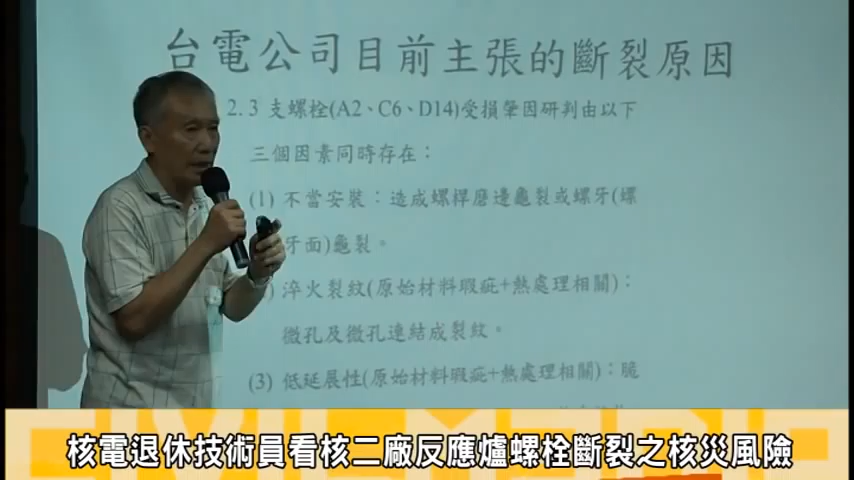 台電公司目前主張的斷裂原因
2.3 支螺栓(A2、C6、D14)受損肇因研判由以下
三個因素同時存在：
(1) 不當安裝：造成螺桿磨邊龜裂或螺牙(螺
牙面)龜裂。
淬火裂紋(原始材料瑕疵+熱處理相關)：
微孔及微孔連結成裂紋。
(3) 低延展性(原始材料瑕疵+熱處理相關)：脆
核電退休技術員看核二廠反應爐螺栓斷裂之核災風險